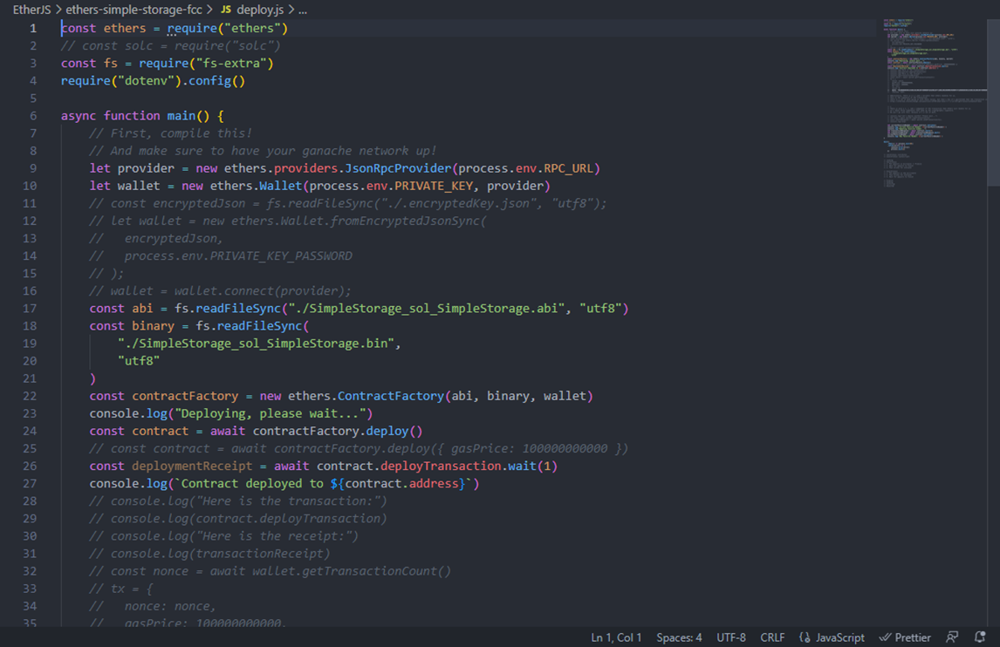 EtherJS > ethers-simple-storage-fcc > JS deploy.js > ...
1 const ethers = require("ethers")
2 // const solc = require("solc")
3 const fs = require("fs-extra")
4 require("dotenv").config()
5
6 async function main() {
7 // First, compile this!
8 // And make sure to have your ganache network up!
9 let provider = new ethers.providers.JsonRpcProvider(process.env.RPC_URL)
10 let wallet = new ethers.Wallet(process.env.PRIVATE_KEY, provider)
11 // const encryptedJson = fs.readFileSync("./.encryptedKey.json", "utf8");
12 // let wallet = new ethers.Wallet.fromEncryptedJsonSync(
13 //   encryptedJson,
14 //   process.env.PRIVATE_KEY_PASSWORD
15 // );
16 // wallet = wallet.connect(provider);
17 const abi = fs.readFileSync("./SimpleStorage_sol_SimpleStorage.abi", "utf8")
18 const binary = fs.readFileSync(
19 "./SimpleStorage_sol_SimpleStorage.bin",
20 "utf8"
21 )
22 const contractFactory = new ethers.ContractFactory(abi, binary, wallet)
23 console.log("Deploying, please wait...")
24 const contract = await contractFactory.deploy()
25 // const contract = await contractFactory.deploy({ gasPrice: 100000000000 })
26 const deploymentReceipt = await contract.deployTransaction.wait(1)
27 console.log(`Contract deployed to ${contract.address}`)
28 // console.log("Here is the transaction:")
29 // console.log(contract.deployTransaction)
30 // console.log("Here is the receipt:")
31 // console.log(transactionReceipt)
32 // const nonce = await wallet.getTransactionCount()
33 // tx = {
34 //   nonce: nonce,
35 //   gasPrice: 100000000000,
Ln 1, Col 1 Spaces: 4 UTF-8 CRLF {} JavaScript Prettier